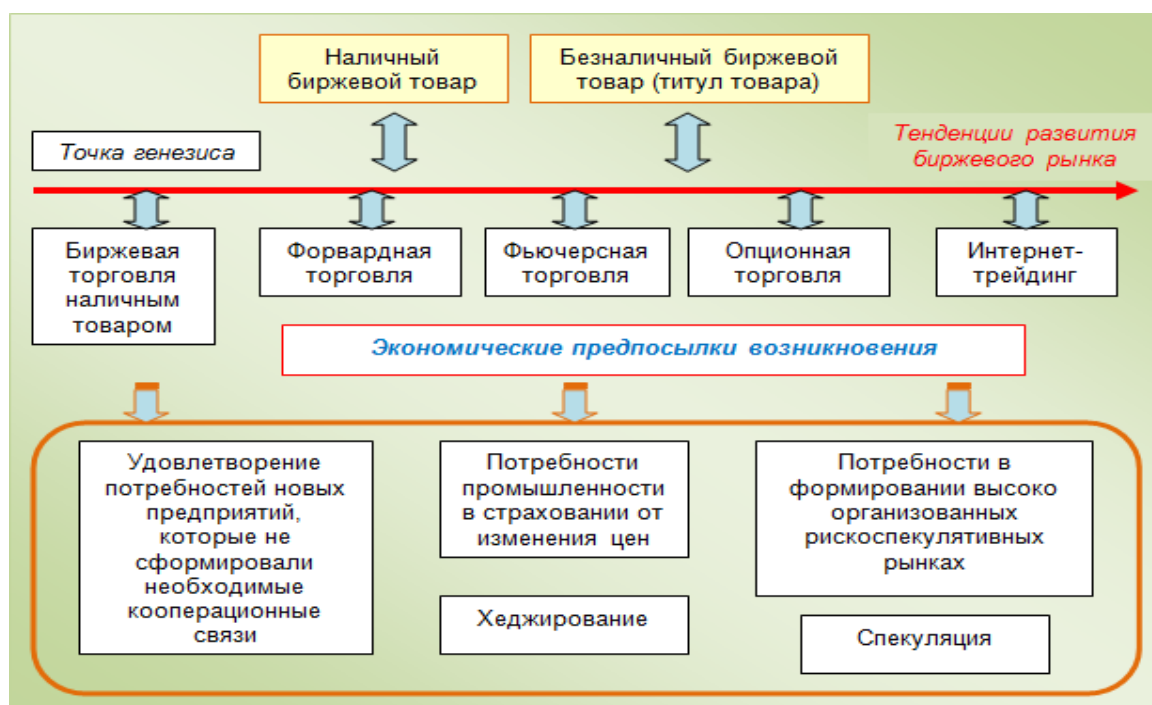 Наличный
биржевой товар
Безналичный биржевой
товар (титул товара)
Точка генезиса
Тенденции развития
биржевого рынка
Биржевая
торговля
наличным
товаром
Форвардная
торговля
Фьючерсная
торговля
Опционная
торговля
Интернет-
трейдинг
Экономические предпосылки возникновения
Удовлетворение
потребностей новых
предприятий,
которые не
сформировали
необходимые
кооперационные
связи
Потребности
промышленности
в страховании от
изменения цен
Хеджирование
Потребности в
формировании высоко
организованных
рискоспекулятивных
рынках
Спекуляция